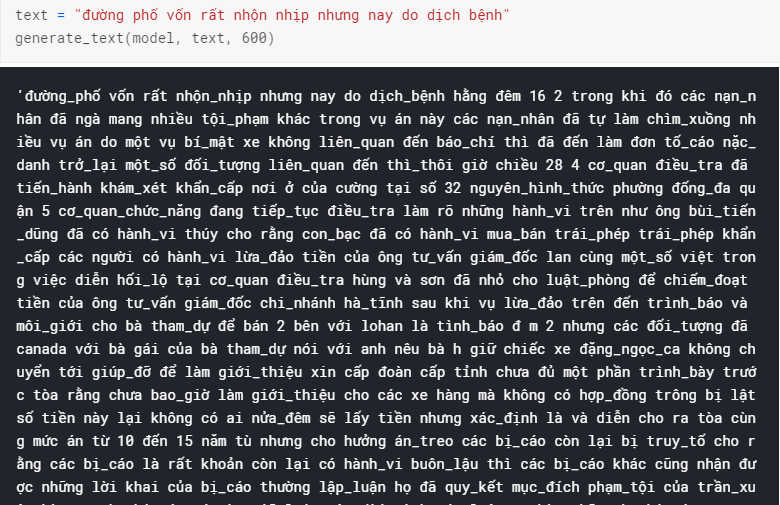 text = "đường phố vốn rất nhộn nhịp nhưng nay do dịch bệnh"
generate_text(model, text, 600)
'đường_phố vốn rất nhộn_nhịp nhưng nay do dịch_bệnh hằng đêm 16 2 trong khi đó các nạn_n
hân đã ngà mang nhiều tội_phạm khác trong vụ án này các nạn_nhân đã tự làm chìm_xuồng nh
iều vụ án do một vụ bí_mật xe không liên_quan đến báo_chí thì đã đến làm đơn tố_cáo nặc_
danh trở_lại một_số đối_tượng liên_quan đến thì_thôi giờ chiều 28 4 cơ_quan điều_tra đã
tiến_hành khám_xét khẩn_cấp nơi ở của cường tại số 32 nguyên_hình_thức phường đống_đa qu
ận 5 cơ_quan_chức_năng đang tiếp_tục điều_tra làm rõ những hành_vi trên như ông bùi_tiến
_dũng đã có hành_vi thúy cho rằng con_bạc đã có hành_vi mua_bán trái_phép trái_phép khẩn
_cấp các người có hành_vi lừa_đảo tiền của ông tư_vấn giám_đốc lan cùng một_số việt tron
g việc diễn hối_lộ tại cơ_quan điều_tra hùng và sơn đã nhỏ cho luật_phòng để chiếm_đoạt
tiền của ông tư_vấn giám_đốc chi_nhánh hà_tĩnh sau khi vụ lừa_đảo trên đến trình_báo và
môi_giới cho bà tham_dự để bán 2 bên với lohan là tình_báo đ m 2 nhưng các đối_tượng đã
canada với bà gái của bà tham_dự nói với anh nêu bà h giữ chiếc xe đặng_ngọc_ca không ch
uyển tới giúp_đỡ để làm giới_thiệu xin cấp đoàn cấp tỉnh chưa đủ một phần trình_bày trướ
c tòa rằng chưa bao_giờ làm giới_thiệu cho các xe hàng mà không có hợp_đồng trông bị lật
số tiền này lại không có ai nửa_đêm sẽ lấy tiền nhưng xác_định là và diễn cho ra tòa cùn
g mức án từ 10 đến 15 năm tù nhưng cho hưởng án_treo các bị_cáo còn lại bị truy_tố cho r
ằng các bị_cáo là rất khoản còn lại có hành_vi buôn_lậu thì các bị_cáo khác cũng nhận đư
ợc những lời khai của bị_cáo thường lập_luận họ đã quy_kết mục_đích phạm_tội của trần_xu